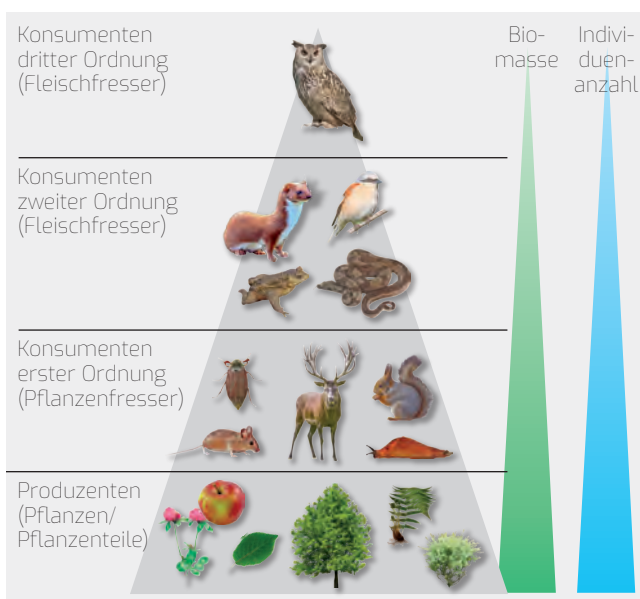 Konsumenten
dritter Ordnung
(Fleischfresser)
Bio-
masse
Indivi-
duen-
anzahl
Konsumenten
zweiter Ordnung
(Fleischfresser)
Konsumenten
erster Ordnung
(Pflanzenfresser)
Produzenten
(Pflanzen/
Pflanzenteile)